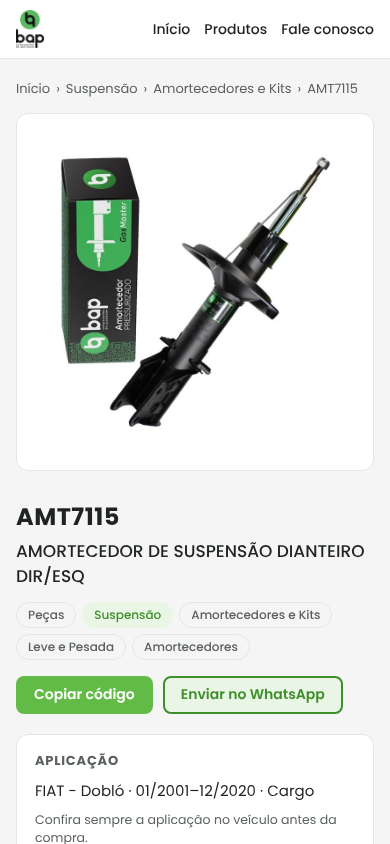 bap
Início Produtos Fale conosco
Início › Suspensão › Amortecedores e Kits › AMT7115
Gas Master
bap
Amortecedor
PRESSURIZADO
AMT7115
AMORTECEDOR DE SUSPENSÃO DIANTEIRO
DIR/ESQ
Peças Suspensão Amortecedores e Kits
Leve e Pesada Amortecedores
Copiar código Enviar no WhatsApp
APLICAÇÃO
FIAT - Dobló · 01/2001–12/2020 · Cargo
Confira sempre a aplicação no veículo antes da
compra.